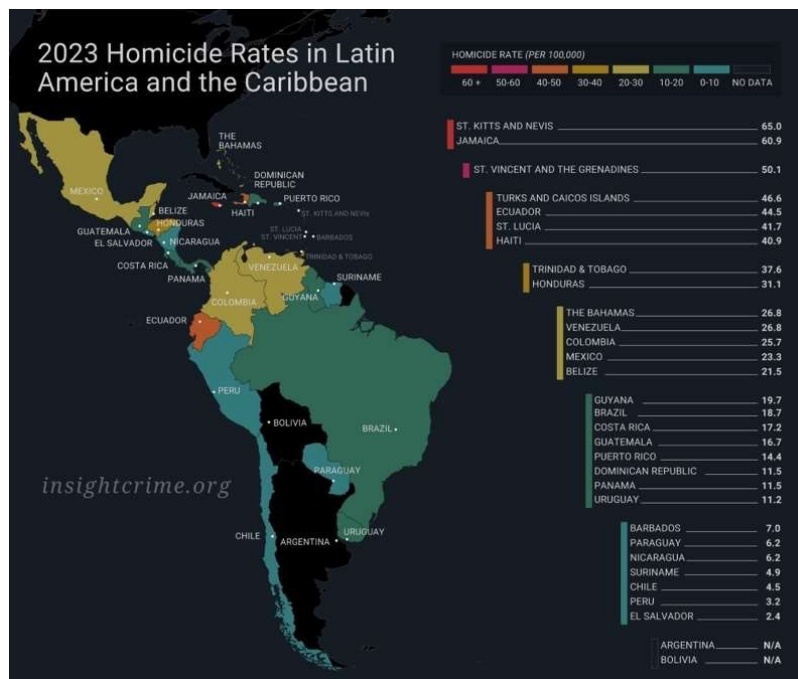 2023 Homicide Rates in Latin
America and the Caribbean
HOMICIDE RATE (PER 100,000)
60 + 50-60 40-50 30-40 20-30 10-20 0-10 NO DATA
ST. KITTS AND NEVIS 65.0
JAMAICA 60.9
ST. VINCENT AND THE GRENADINES 50.1
TURKS AND CAICOS ISLANDS 46.6
ECUADOR 44.5
ST. LUCIA 41.7
HAITI 40.9
TRINIDAD & TOBAGO 37.6
HONDURAS 31.1
THE BAHAMAS 26.8
VENEZUELA 26.8
COLOMBIA 25.7
MEXICO 23.3
BELIZE 21.5
GUYANA 19.7
BRAZIL 18.7
COSTA RICA 17.2
GUATEMALA 16.7
PUERTO RICO 14.4
DOMINICAN REPUBLIC 11.5
PANAMA 11.5
URUGUAY 11.2
BARBADOS 7.0
PARAGUAY 6.2
NICARAGUA 6.2
SURINAME 4.9
CHILE 4.5
PERU 3.2
EL SALVADOR 2.4
ARGENTINA N/A
BOLIVIA N/A
THE
BAHAMAS
DOMINICAN
REPUBLIC
MEXICO
JAMAICA
PUERTO RICO
BELIZE
HAITI
ST. KITTS AND NEVIS
HONDURAS
GUATEMALA
ST. LUCIA
ST. VINCENT
BARBADOS
EL SALVADOR
NICARAGUA
TRINIDAD & TOBAGO
COSTA RICA
VENEZUELA
PANAMA
SURINAME
GUYANA
COLOMBIA
ECUADOR
PERU
BOLIVIA
BRAZIL
PARAGUAY
insightcrime.org
URUGUAY
CHILE
ARGENTINA